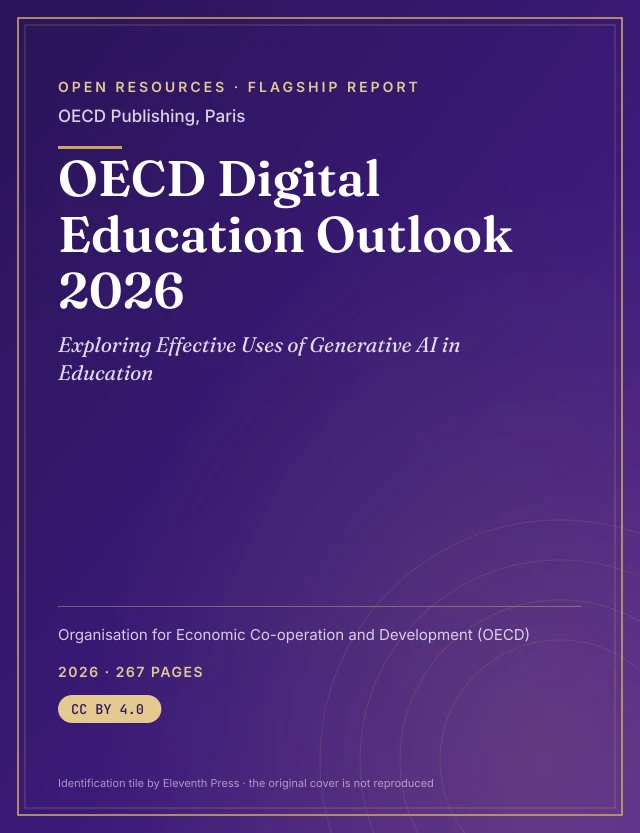 OPEN RESOURCES · FLAGSHIP REPORT
OECD Publishing, Paris
OECD Digital
Education Outlook
2026
Exploring Effective Uses of Generative AI in
Education
Organisation for Economic Co-operation and Development (OECD)
2026 · 267 PAGES
CC BY 4.0
Identification tile by Eleventh Press · the original cover is not reproduced